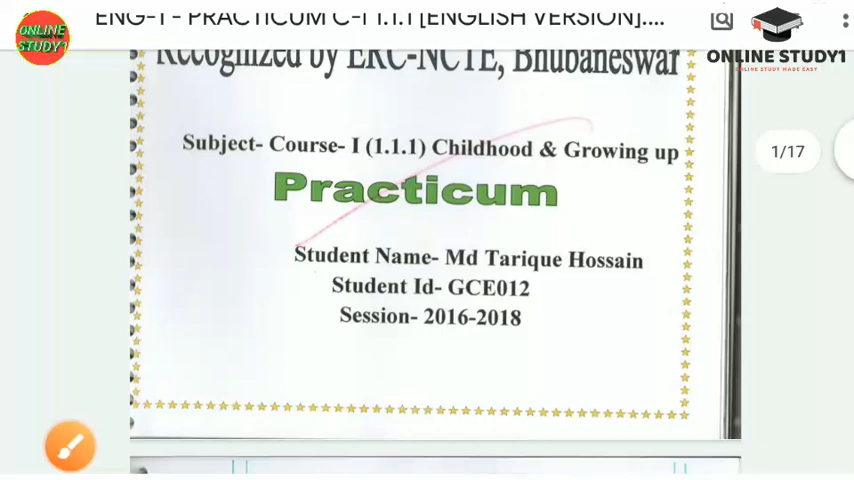 ENG-1 - PRACTICUM C-I 1.1.1 [ENGLISH VERSION]....
ONLINE
STUDY1
ONLINE STUDY1
ONLINE STUDY MADE EASY
Recognized by ERC-NCTE, Bhubaneswar
Subject- Course- I (1.1.1) Childhood & Growing up
1/17
Practicum
Student Name- Md Tarique Hossain
Student Id- GCE012
Session- 2016-2018